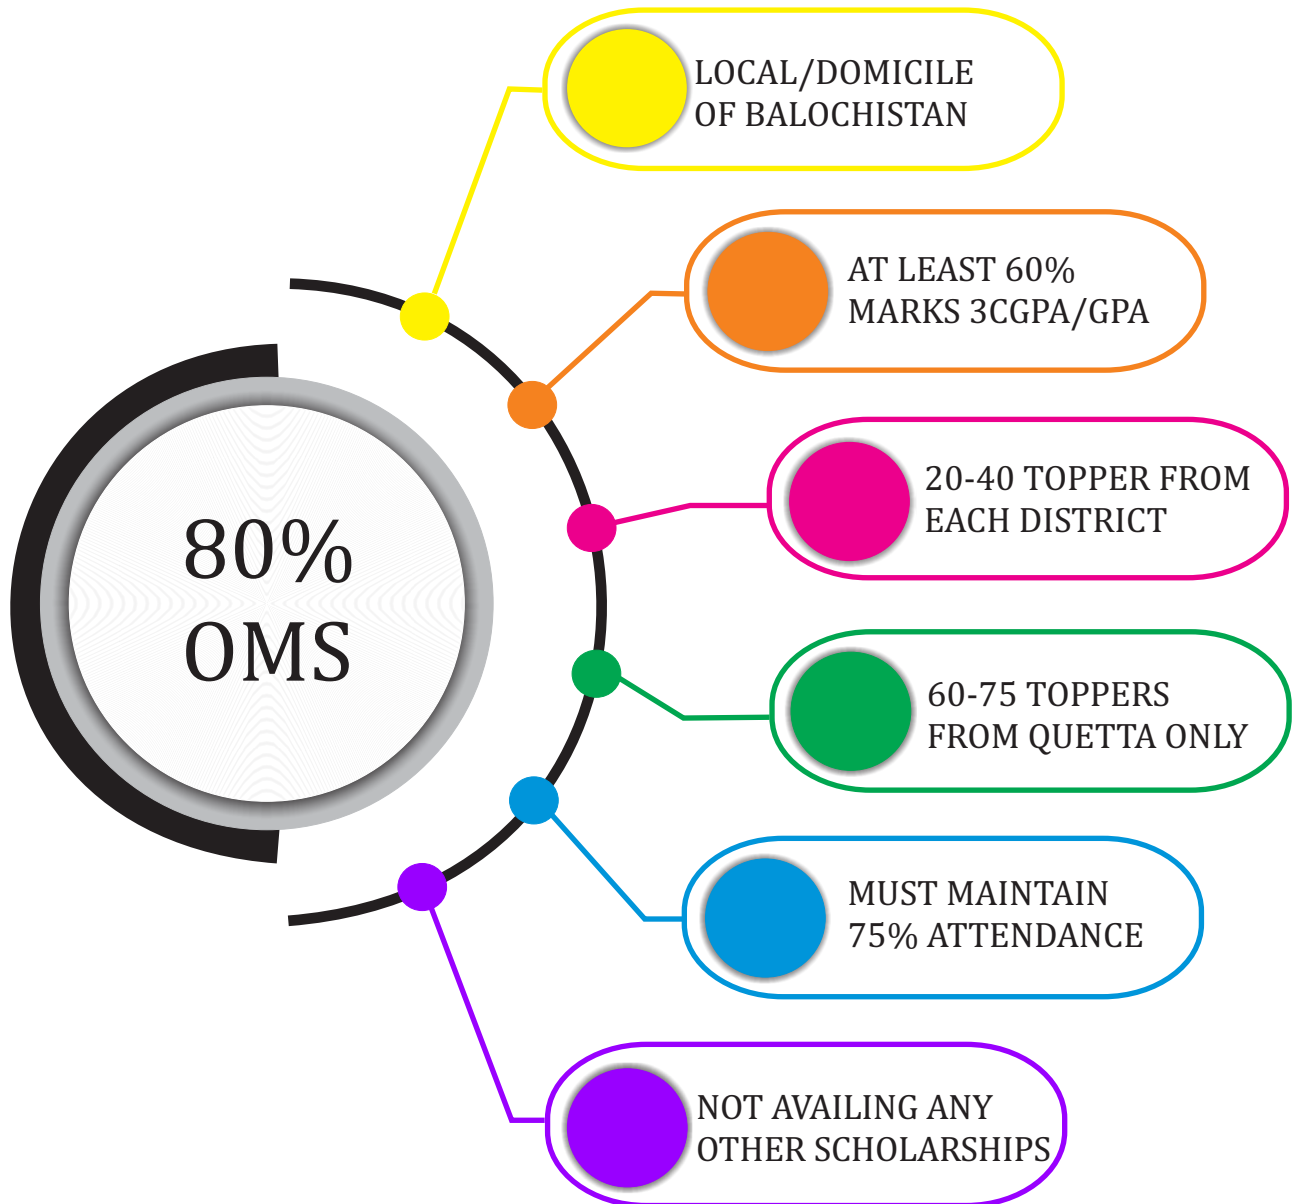 80%
OMS
LOCAL/DOMICILE
OF BALOCHISTAN
AT LEAST 60%
MARKS 3CGPA/GPA
20-40 TOPPER FROM
EACH DISTRICT
60-75 TOPPERS
FROM QUETTA ONLY
MUST MAINTAIN
75% ATTENDANCE
NOT AVAILING ANY
OTHER SCHOLARSHIPS